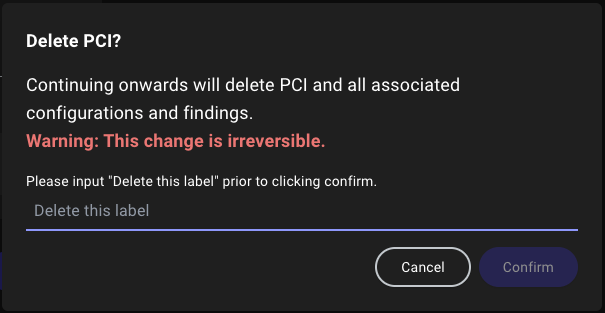 Delete PCI?
Continuing onwards will delete PCI and all associated
configurations and findings.
Warning: This change is irreversible.
Please input "Delete this label" prior to clicking confirm.
Delete this label
Cancel
Confirm